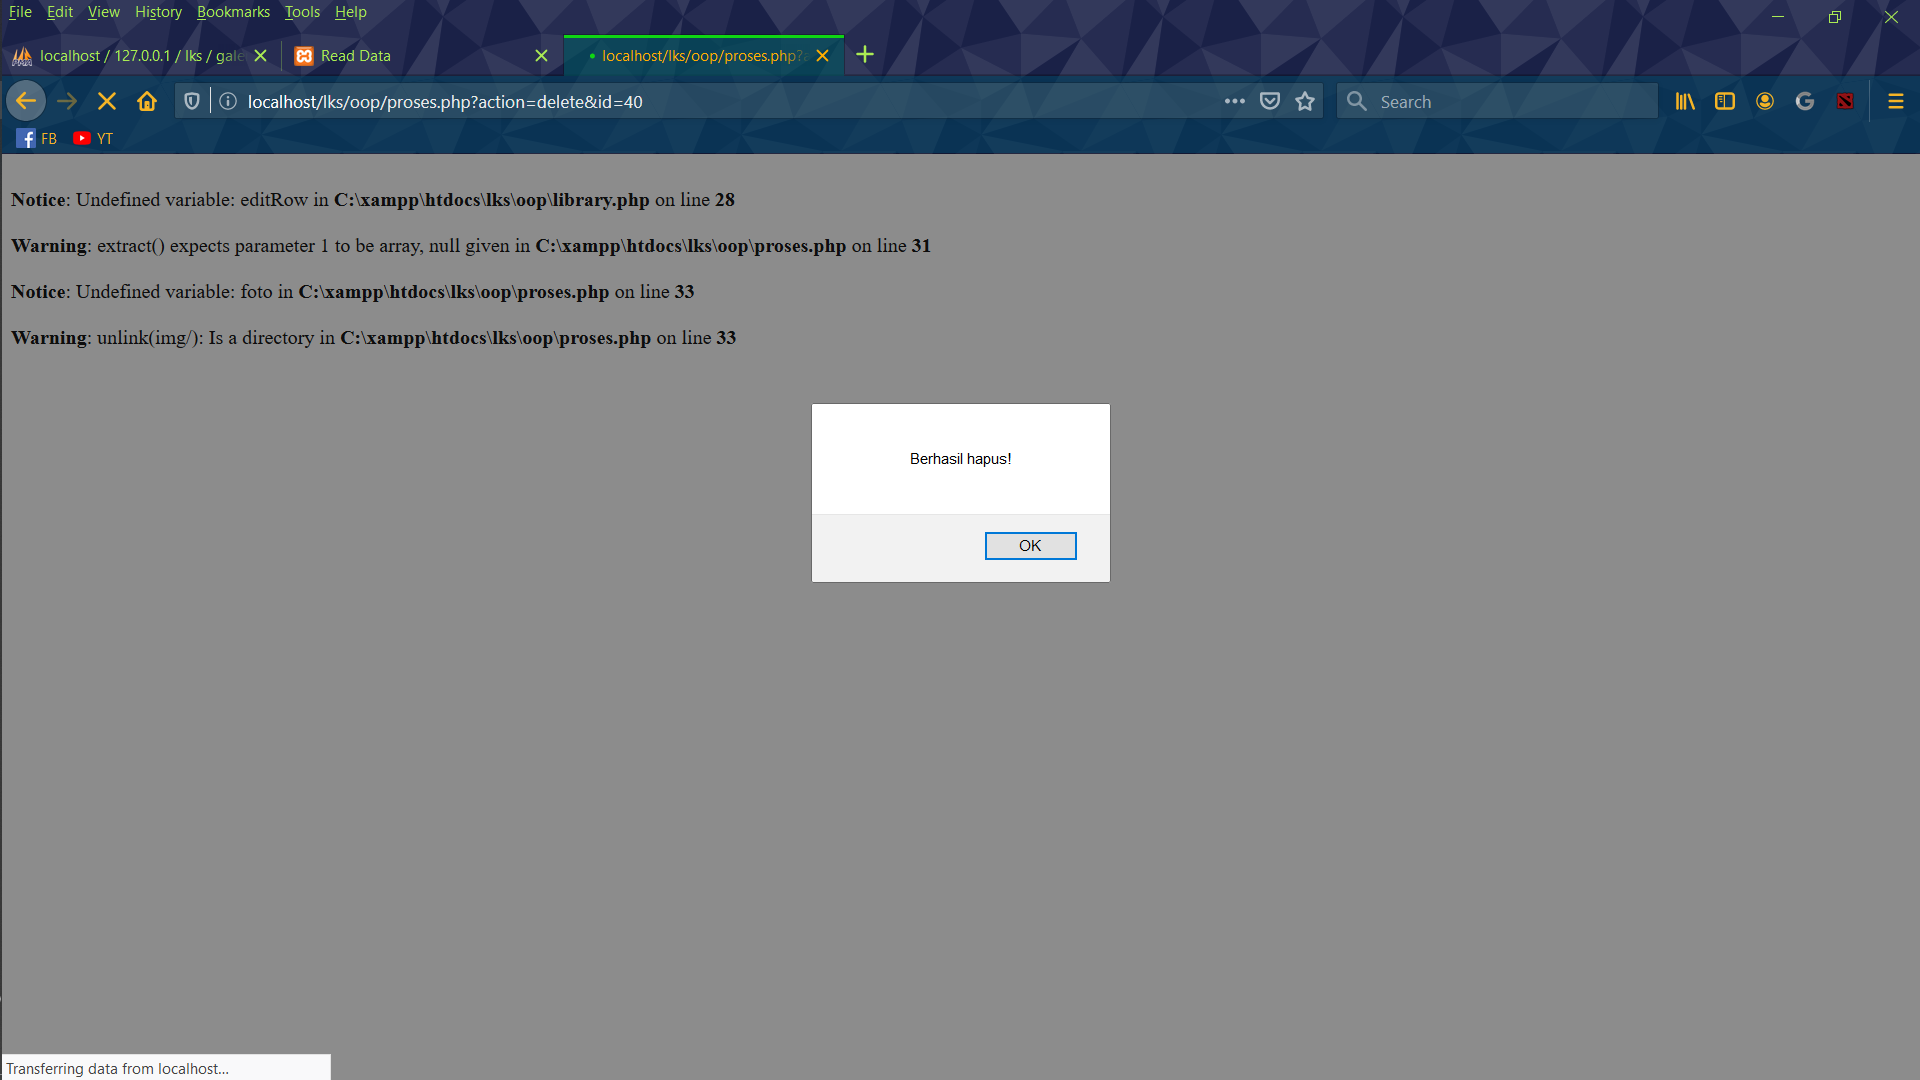 File Edit View History Bookmarks Tools Help
localhost / 127.0.0.1 / lks / gale
Read Data
localhost/lks/oop/proses.php?a
localhost/lks/oop/proses.php?action=delete&id=40
Search
FB YT
Notice: Undefined variable: editRow in C:\xampp\htdocs\lks\oop\library.php on line 28
Warning: extract() expects parameter 1 to be array, null given in C:\xampp\htdocs\lks\oop\proses.php on line 31
Notice: Undefined variable: foto in C:\xampp\htdocs\lks\oop\proses.php on line 33
Warning: unlink(img/): Is a directory in C:\xampp\htdocs\lks\oop\proses.php on line 33
Berhasil hapus!
OK
Transferring data from localhost...